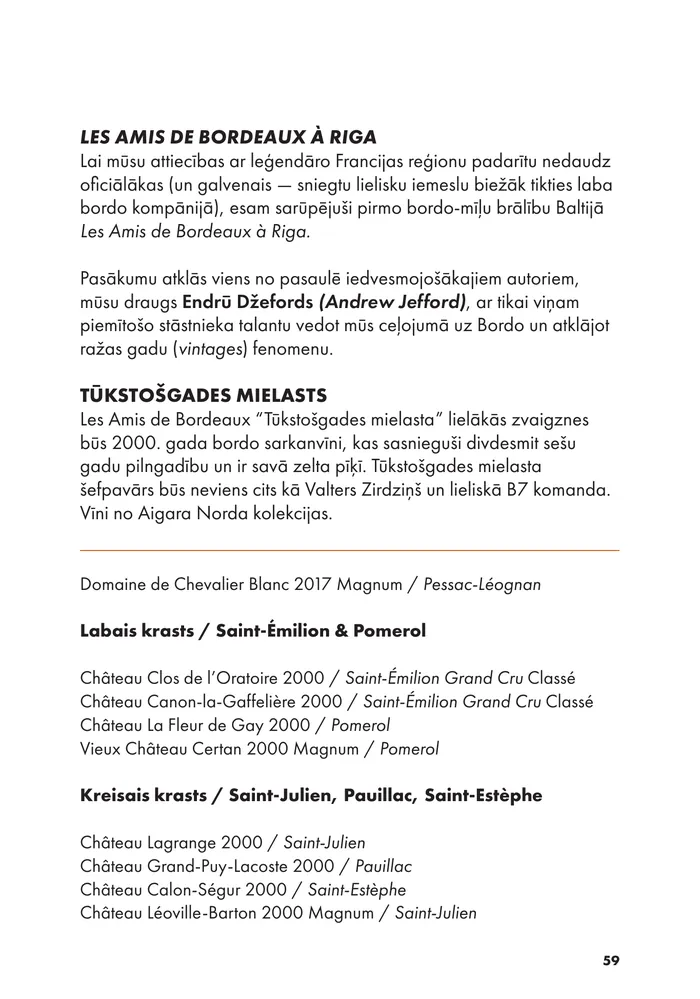 LES AMIS DE BORDEAUX À RIGA
Lai mūsu attiecības ar leģendāro Francijas reģionu padarītu nedaudz
oficiālākas (un galvenais — sniegtu lielisku iemeslu biežāk tikties laba
bordo kompānijā), esam sarūpējuši pirmo bordo-mīļu brālību Baltijā
Les Amis de Bordeaux à Riga.
Pasākumu atklās viens no pasaulē iedvesmojošākajiem autoriem,
mūsu draugs Endrū Džefords (Andrew Jefford), ar tikai viņam
piemītošo stāstnieka talantu vedot mūs ceļojumā uz Bordo un atklājot
ražas gadu (vintages) fenomenu.
TŪKSTOŠGADES MIELASTS
Les Amis de Bordeaux “Tūkstošgades mielasta” lielākās zvaigznes
būs 2000. gada bordo sarkanvīni, kas sasnieguši divdesmit sešu
gadu pilngadību un ir savā zelta pīķī. Tūkstošgades mielasta
šefpavārs būs neviens cits kā Valters Zirdziņš un lieliskā B7 komanda.
Vīni no Aigara Norda kolekcijas.
Domaine de Chevalier Blanc 2017 Magnum / Pessac-Léognan
Labais krasts / Saint-Émilion & Pomerol
Château Clos de l’Oratoire 2000 / Saint-Émilion Grand Cru Classé
Château Canon-la-Gaffelière 2000 / Saint-Émilion Grand Cru Classé
Château La Fleur de Gay 2000 / Pomerol
Vieux Château Certan 2000 Magnum / Pomerol
Kreisais krasts / Saint-Julien, Pauillac, Saint-Estèphe
Château Lagrange 2000 / Saint-Julien
Château Grand-Puy-Lacoste 2000 / Pauillac
Château Calon-Ségur 2000 / Saint-Estèphe
Château Léoville-Barton 2000 Magnum / Saint-Julien
59